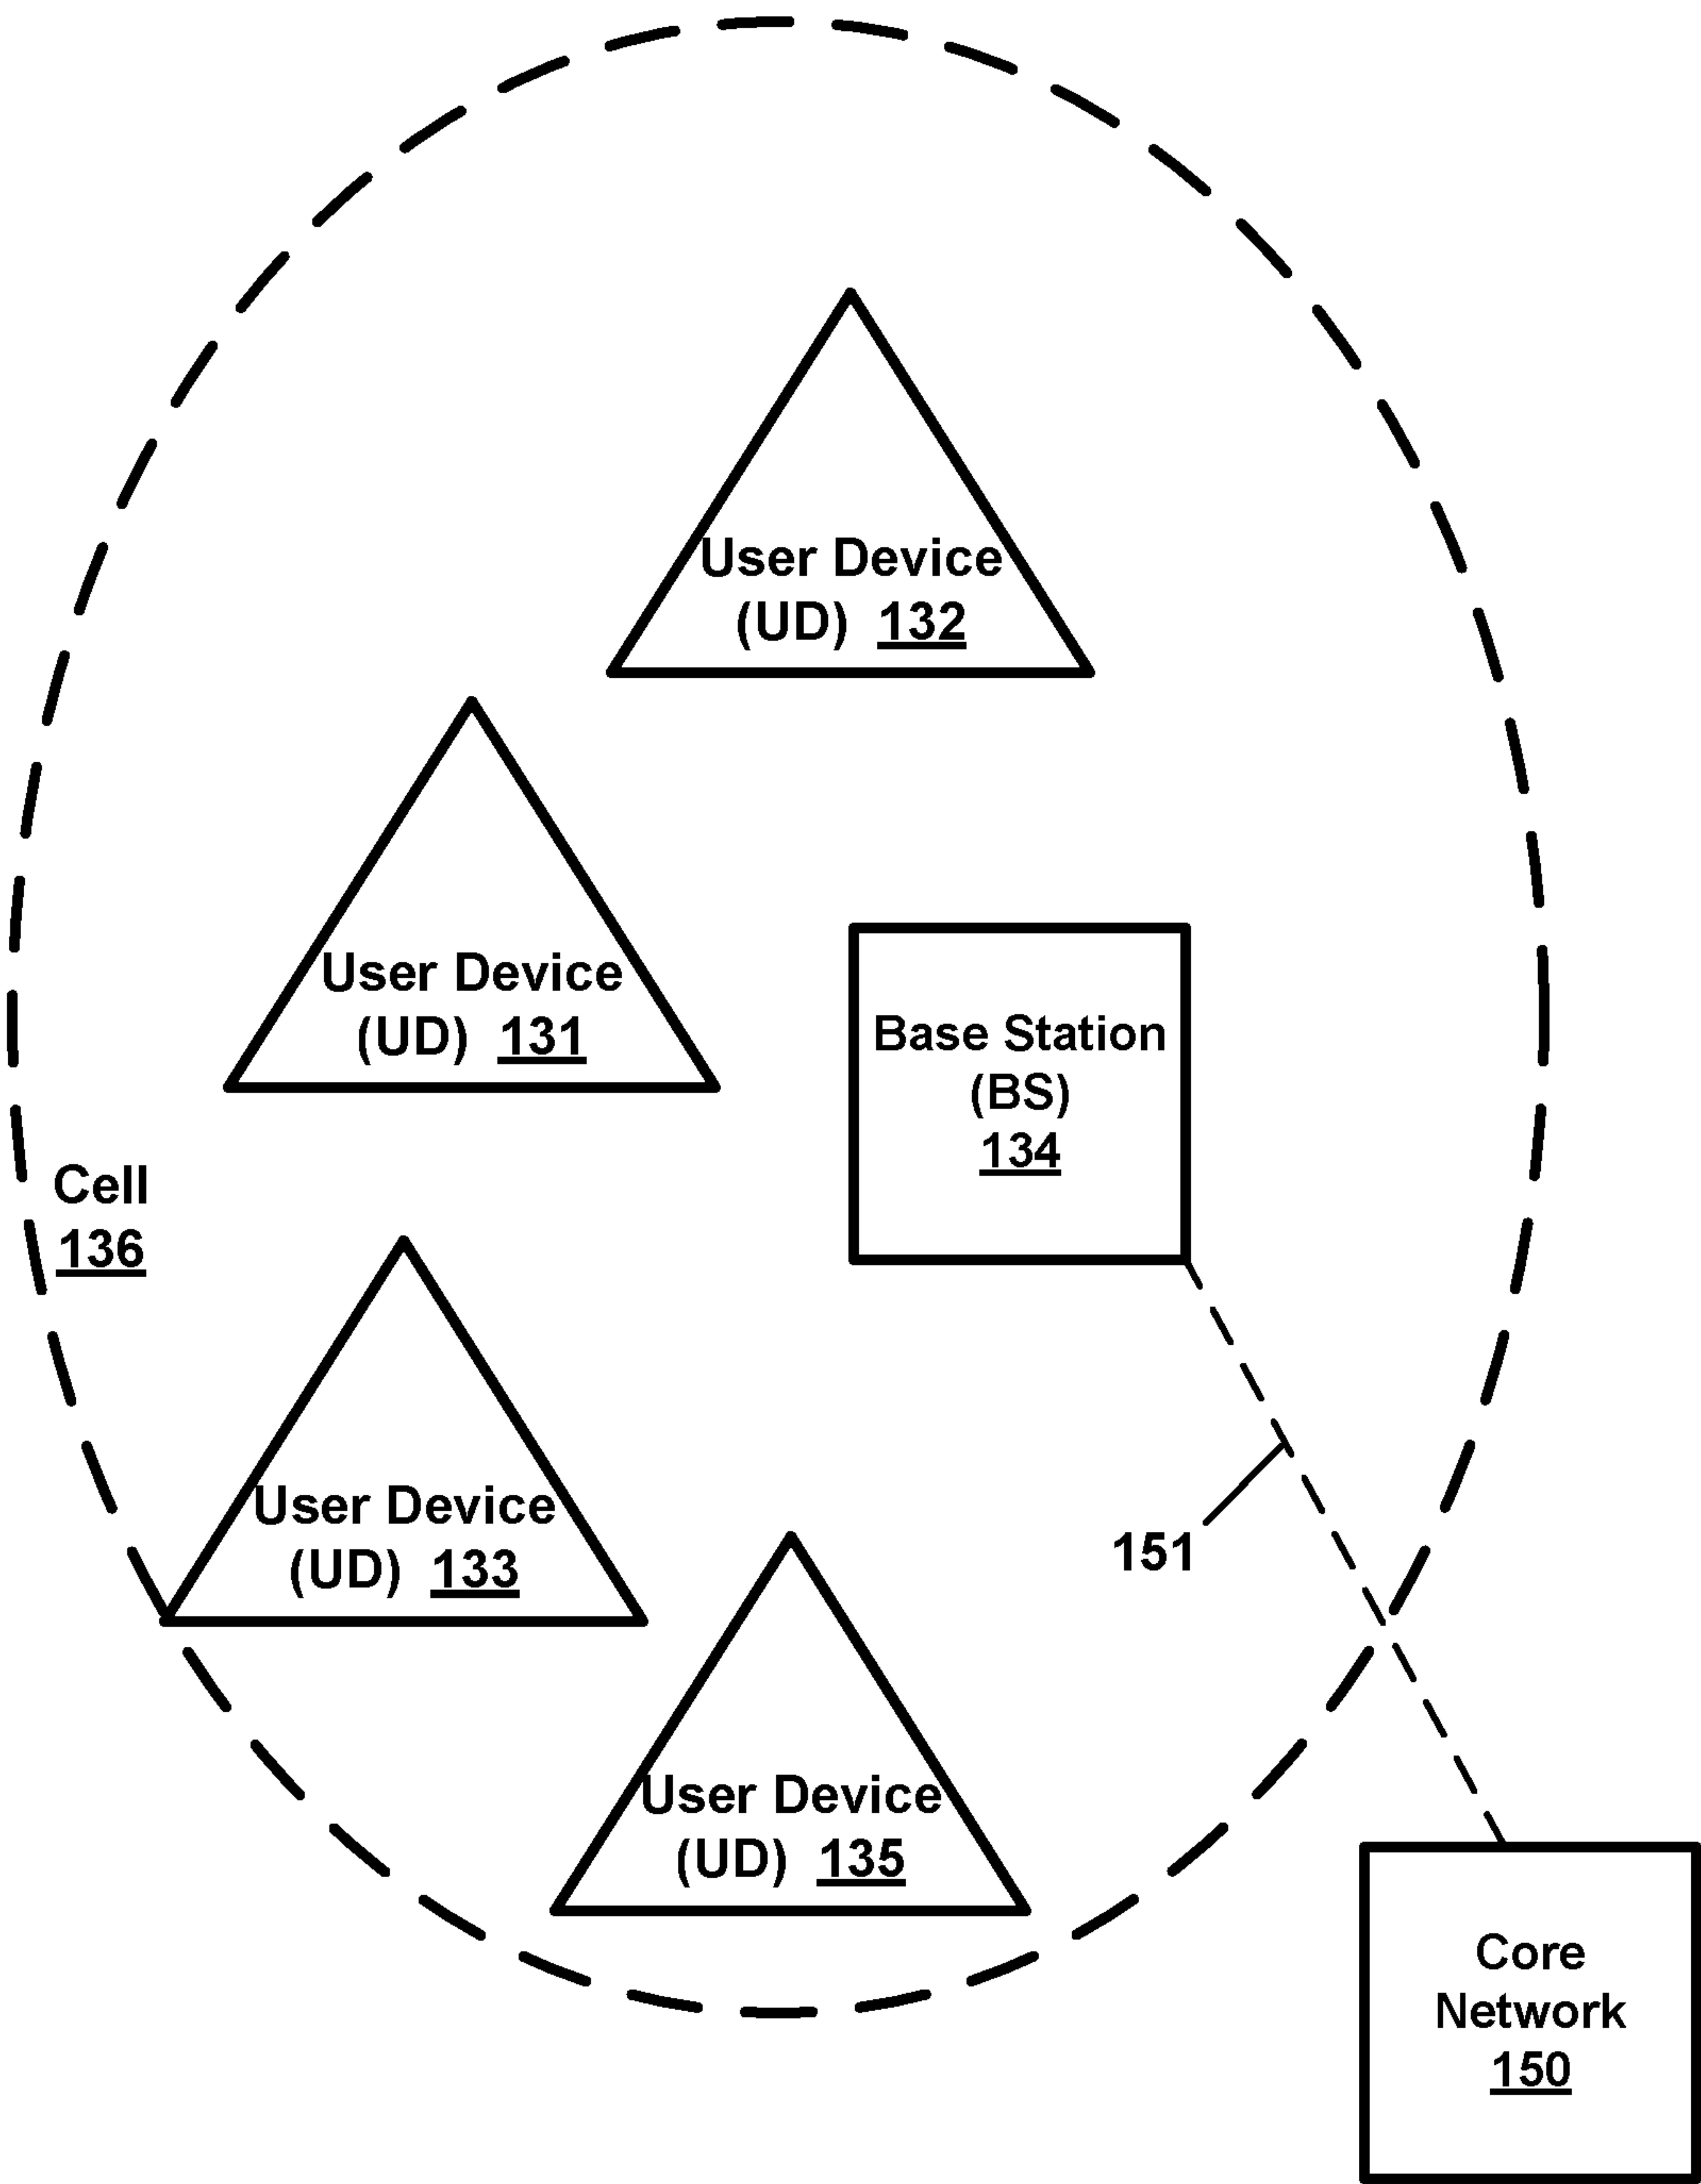 User Device
(UD) 132
User Device
(UD) 131
Base Station
(BS)
134
Cell
136
User Device
(UD) 133
151
User Device
(UD) 135
Core
Network
150